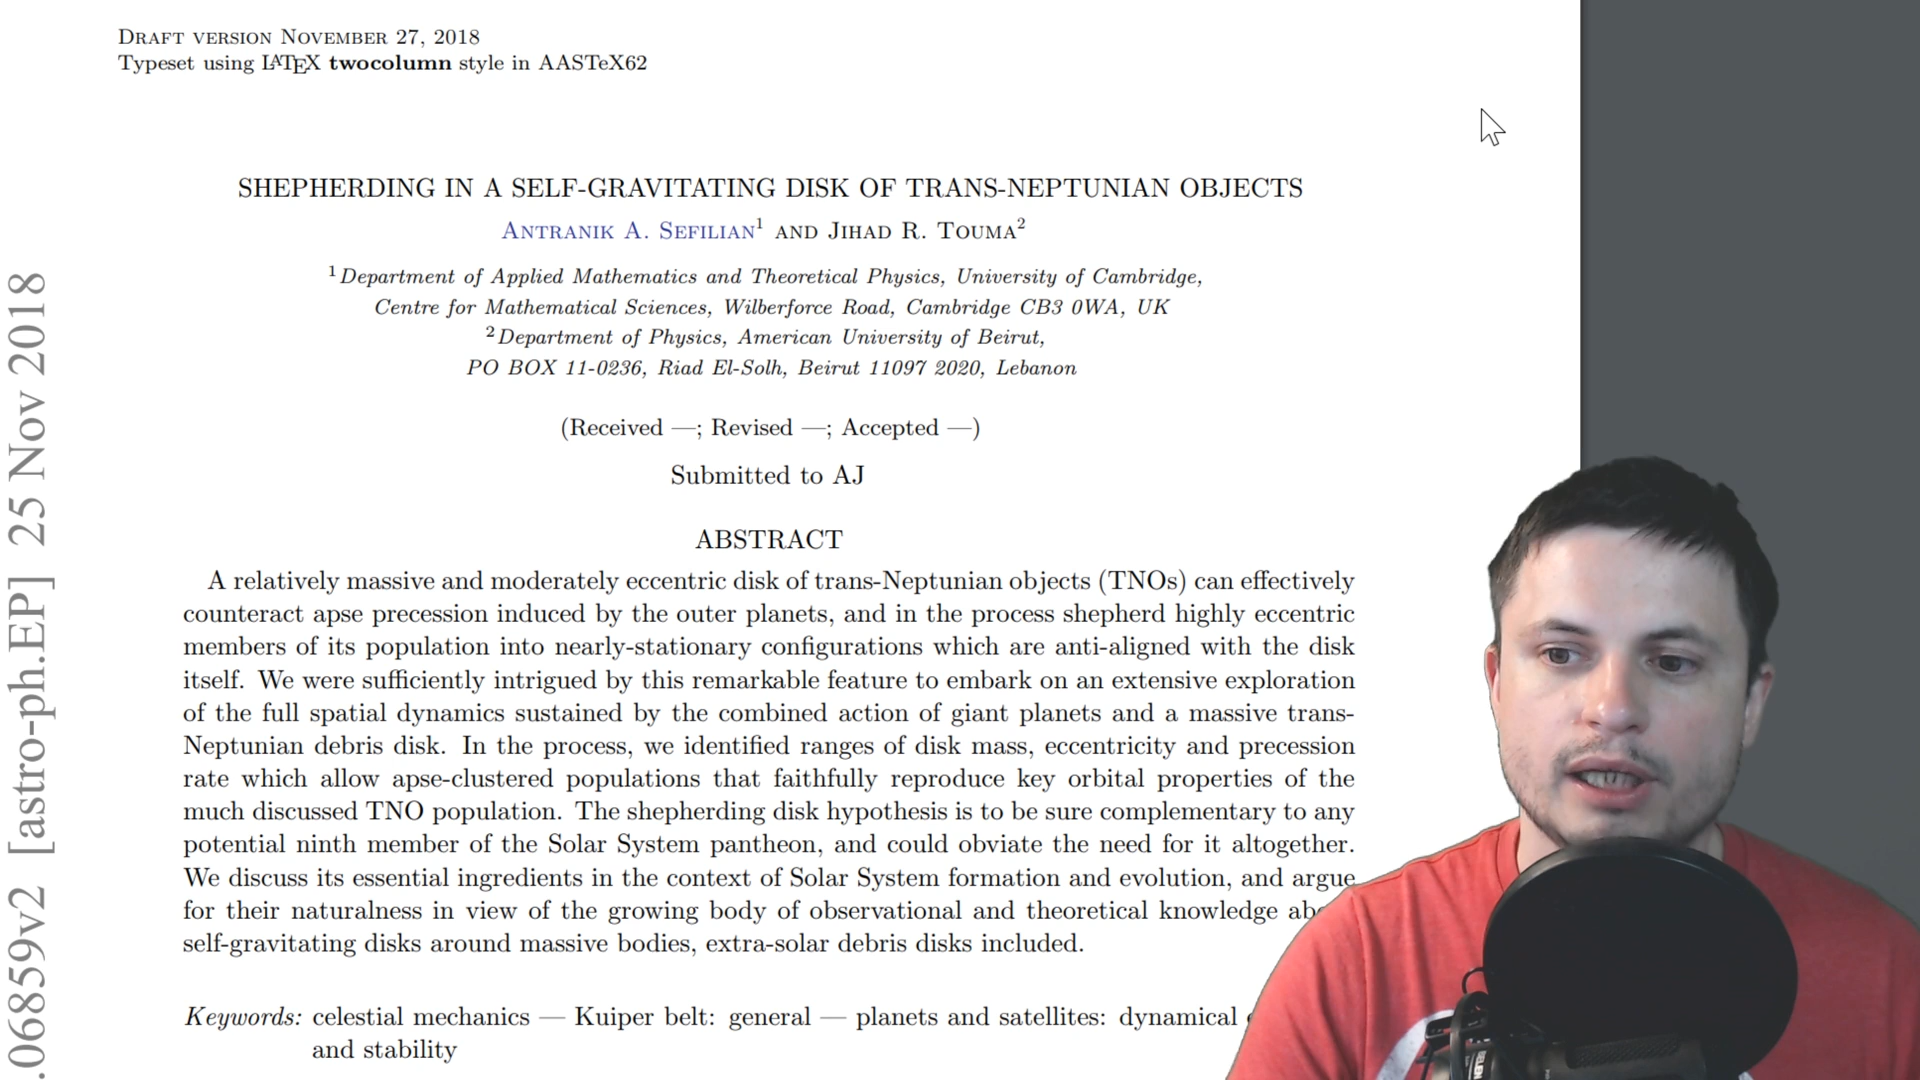 DRAFT VERSION NOVEMBER 27, 2018
Typeset using LATEX twocolumn style in AASTeX62
SHEPHERDING IN A SELF-GRAVITATING DISK OF TRANS-NEPTUNIAN OBJECTS
ANTRANIK A. SEFILIAN1 AND JIHAD R. TOUMA2
1 Department of Applied Mathematics and Theoretical Physics, University of Cambridge,
Centre for Mathematical Sciences, Wilberforce Road, Cambridge CB3 0WA, UK
2 Department of Physics, American University of Beirut,
PO BOX 11-0236, Riad El-Solh, Beirut 11097 2020, Lebanon
(Received —; Revised —; Accepted —)
Submitted to AJ
ABSTRACT
A relatively massive and moderately eccentric disk of trans-Neptunian objects (TNOs) can effectively
counteract apse precession induced by the outer planets, and in the process shepherd highly eccentric
members of its population into nearly-stationary configurations which are anti-aligned with the disk
itself. We were sufficiently intrigued by this remarkable feature to embark on an extensive exploration
of the full spatial dynamics sustained by the combined action of giant planets and a massive trans-
Neptunian debris disk. In the process, we identified ranges of disk mass, eccentricity and precession
rate which allow apse-clustered populations that faithfully reproduce key orbital properties of the
much discussed TNO population. The shepherding disk hypothesis is to be sure complementary to any
potential ninth member of the Solar System pantheon, and could obviate the need for it altogether.
We discuss its essential ingredients in the context of Solar System formation and evolution, and argue
for their naturalness in view of the growing body of observational and theoretical knowledge
self-gravitating disks around massive bodies, extra-solar debris disks included.
Keywords: celestial mechanics — Kuiper belt: general — planets and satellites: dynamical
and stability
.06859v2 [astro-ph.EP] 25 Nov 2018